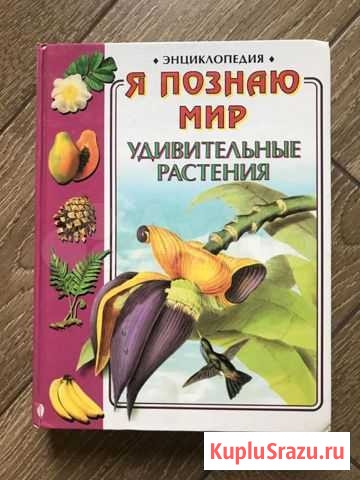 ЭНЦИКЛОПЕДИЯ
Я ПОЗНАЮ
МИР
УДИВИТЕЛЬНЫЕ
РАСТЕНИЯ
KupluSrazu.ru